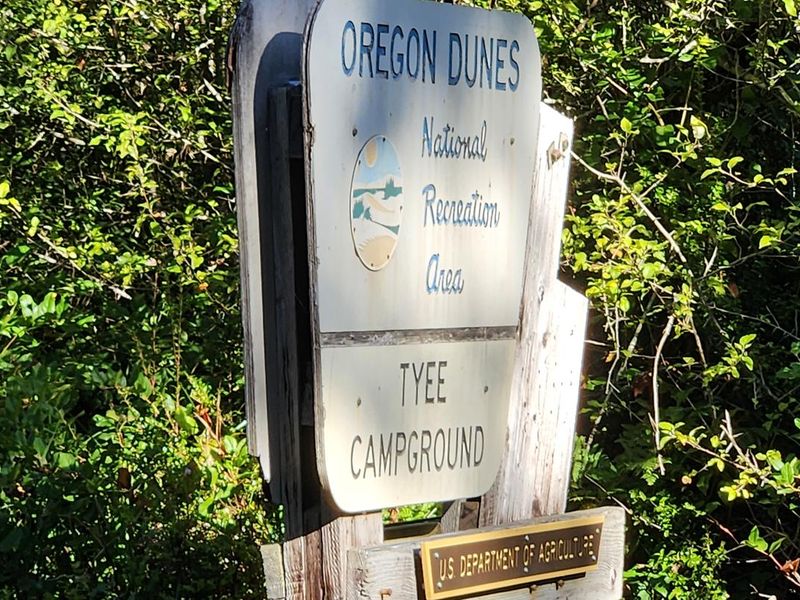 OREGON DUNES
National
Recreation
Area
TYEE
CAMPGROUND
U.S. DEPARTMENT OF AGRICULTURE